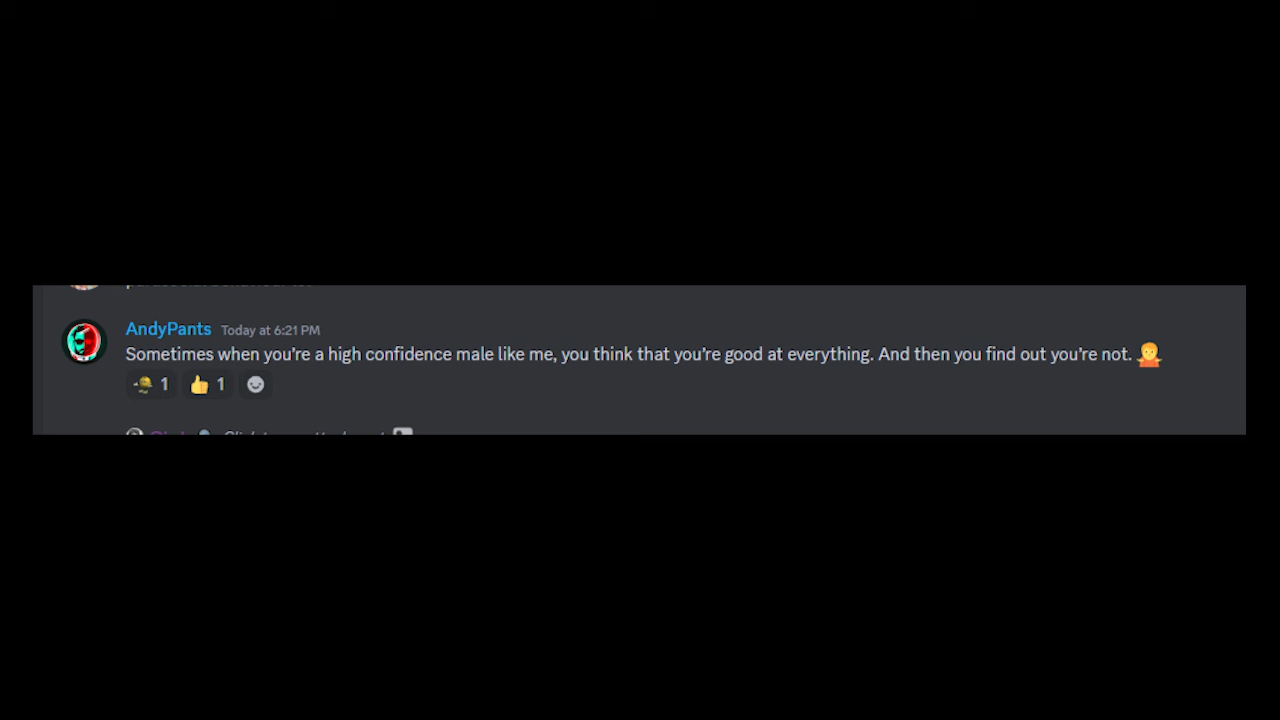 AndyPants Today at 6:21 PM
Sometimes when you’re a high confidence male like me, you think that you’re good at everything. And then you find out you’re not. 🤷
1 1